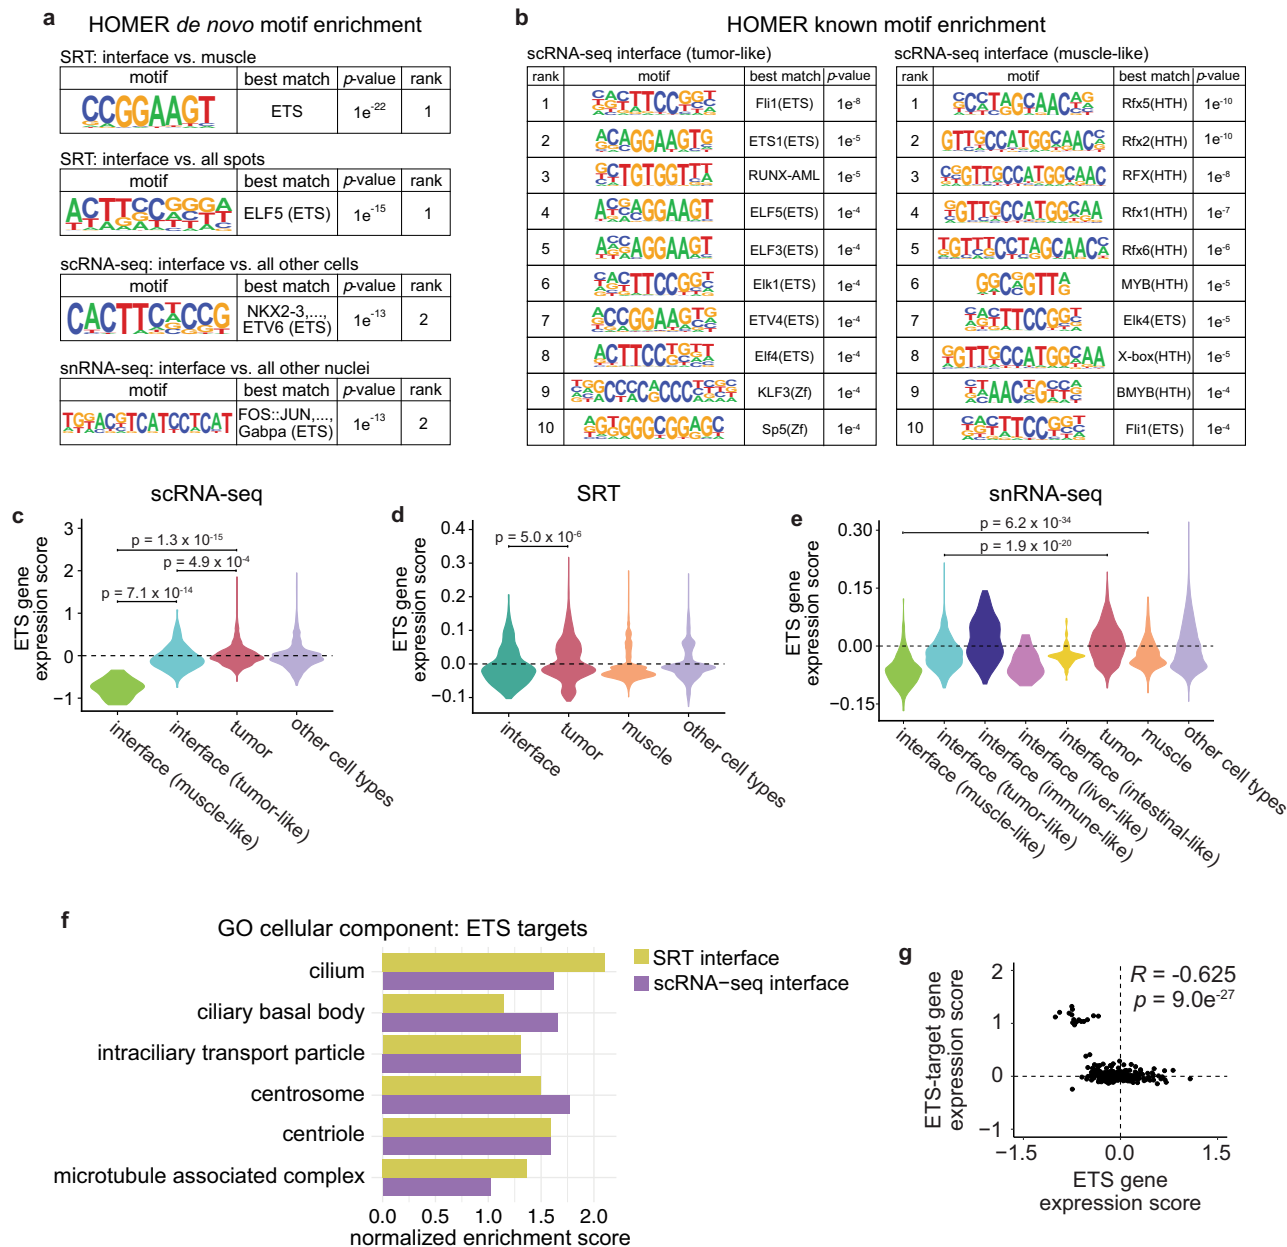 a
HOMER de novo motif enrichment
SRT: interface vs. muscle
motif best match p-value rank
CCGGAAGT ETS 1e-22 1
SRT: interface vs. all spots
motif best match p-value rank
ELF5 (ETS) 1e-15 1
scRNA-seq: interface vs. all other cells
motif best match p-value rank
NKX2-3,...,
ETV6 (ETS) 1e-13 2
snRNA-seq: interface vs. all other nuclei
motif best match p-value rank
FOS::JUN,...,
Gabpa (ETS) 1e-13 2
b
HOMER known motif enrichment
scRNA-seq interface (tumor-like)
rank motif best match p-value
1 Fli1(ETS) 1e-8
2 ETS1(ETS) 1e-5
3 RUNX-AML 1e-5
4 ELF5(ETS) 1e-4
5 ELF3(ETS) 1e-4
6 Elk1(ETS) 1e-4
7 ETV4(ETS) 1e-4
8 Elf4(ETS) 1e-4
9 KLF3(Zf) 1e-4
10 Sp5(Zf) 1e-4
scRNA-seq interface (muscle-like)
rank motif best match p-value
1 Rfx5(HTH) 1e-10
2 Rfx2(HTH) 1e-10
3 RFX(HTH) 1e-8
4 Rfx1(HTH) 1e-7
5 Rfx6(HTH) 1e-6
6 MYB(HTH) 1e-5
7 Elk4(ETS) 1e-5
8 X-box(HTH) 1e-5
9 BMYB(HTH) 1e-4
10 Fli1(ETS) 1e-4
c
scRNA-seq
ETS gene
expression score
3
2
1
0
−1
p = 1.3 x 10-15
p = 4.9 x 10-4
p = 7.1 x 10-14
interface (muscle-like)
interface (tumor-like)
tumor
other cell types
d
SRT
ETS gene
expression score
0.4
0.3
0.2
0.1
0.0
−0.1
p = 5.0 x 10-6
interface
tumor
muscle
other cell types
e
snRNA-seq
ETS gene
expression score
0.30
0.15
0.00
−0.15
p = 6.2 x 10-34
p = 1.9 x 10-20
interface (muscle-like)
interface (tumor-like)
interface (immune-like)
interface (liver-like)
interface (intestinal-like)
tumor
muscle
other cell types
f
GO cellular component: ETS targets
SRT interface
scRNA−seq interface
cilium
ciliary basal body
intraciliary transport particle
centrosome
centriole
microtubule associated complex
0.0 0.5 1.0 1.5 2.0
normalized enrichment score
g
ETS-target gene
expression score
2
1
0
−1
R = -0.625
p = 9.0e-27
−1.5 0.0 1.5
ETS gene
expression score